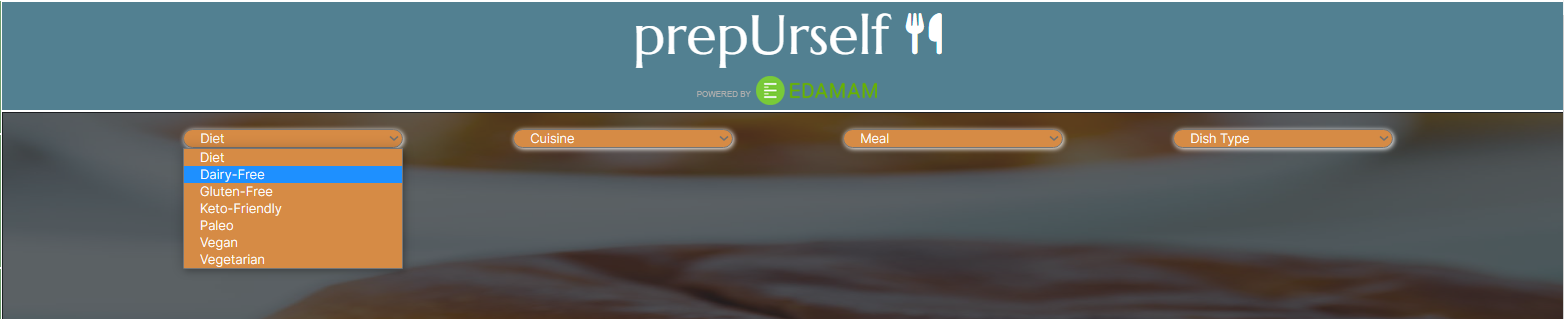 prepUrself
POWERED BY EDAMAM
Diet Cuisine Meal Dish Type
Diet
Dairy-Free
Gluten-Free
Keto-Friendly
Paleo
Vegan
Vegetarian